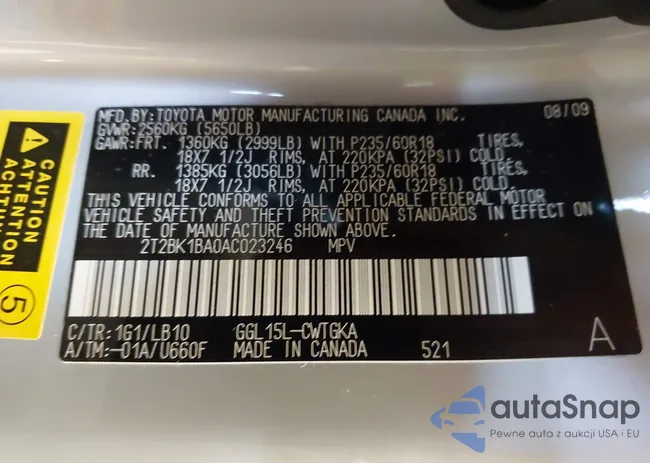 MFD.BY: TOYOTA MOTOR MANUFACTURING CANADA INC. 08/09
GVWR: 2560KG (5650LB)
GAWR: FRT. 1360KG (2999LB) WITH P235/60R18 TIRES,
18X7 1/2J RIMS, AT 220KPA (32PSI) COLD.
RR. 1385KG (3056LB) WITH P235/60R18 TIRES,
18X7 1/2J RIMS, AT 220KPA (32PSI) COLD.
THIS VEHICLE CONFORMS TO ALL APPLICABLE FEDERAL MOTOR
VEHICLE SAFETY AND THEFT PREVENTION STANDARDS IN EFFECT ON
THE DATE OF MANUFACTURE SHOWN ABOVE.
2T2BK1BA0AC023246 MPV
C/TR: 1G1/LB10 GGL15L-CWTGKA
A/TM: -01A/U660F MADE IN CANADA 521 A
CAUTION
ATTENTION
ACHTUNG
5
autaSnap
Pewne auta z aukcji USA i EU